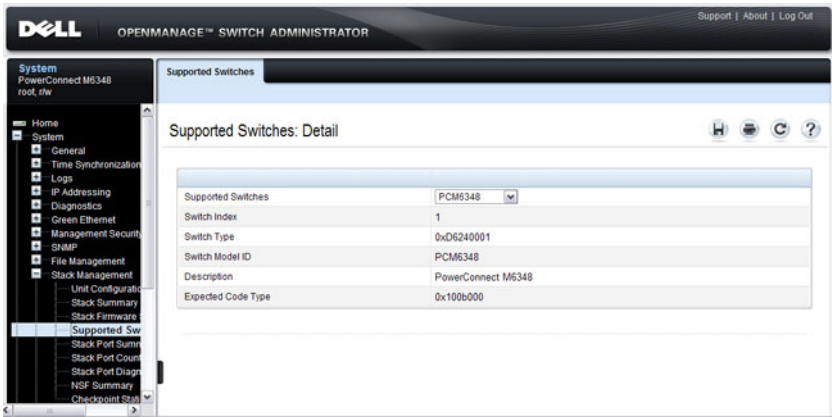 Support | About | Log Out
DELL OPENMANAGE™ SWITCH ADMINISTRATOR
System
PowerConnect M6348
root, r/w
Supported Switches
Home
System
General
Time Synchronization
Logs
IP Addressing
Diagnostics
Green Ethernet
Management Security
SNMP
File Management
Stack Management
Unit Configuratio
Stack Summary
Stack Firmware
Supported Sw
Stack Port Summ
Stack Port Count
Stack Port Diagn
NSF Summary
Checkpoint Stati
Supported Switches: Detail
Supported Switches PCM6348
Switch Index 1
Switch Type 0xD6240001
Switch Model ID PCM6348
Description PowerConnect M6348
Expected Code Type 0x100b000